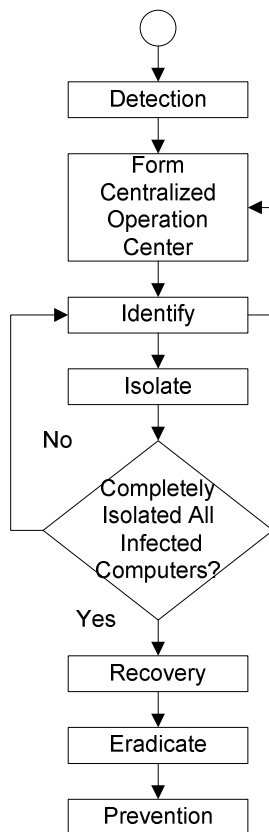 Detection
Form
Centralized
Operation
Center
Identify
Isolate
No
Completely
Isolated All
Infected
Computers?
Yes
Recovery
Eradicate
Prevention